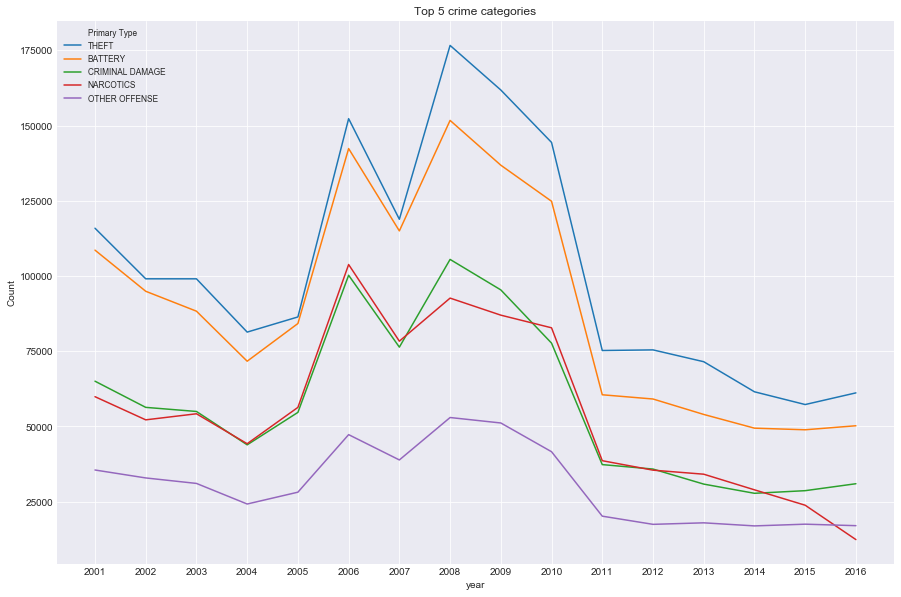 Top 5 crime categories
Primary Type
THEFT
BATTERY
CRIMINAL DAMAGE
NARCOTICS
OTHER OFFENSE
175000
150000
125000
100000
75000
50000
25000
Count
2001 2002 2003 2004 2005 2006 2007 2008 2009 2010 2011 2012 2013 2014 2015 2016
year